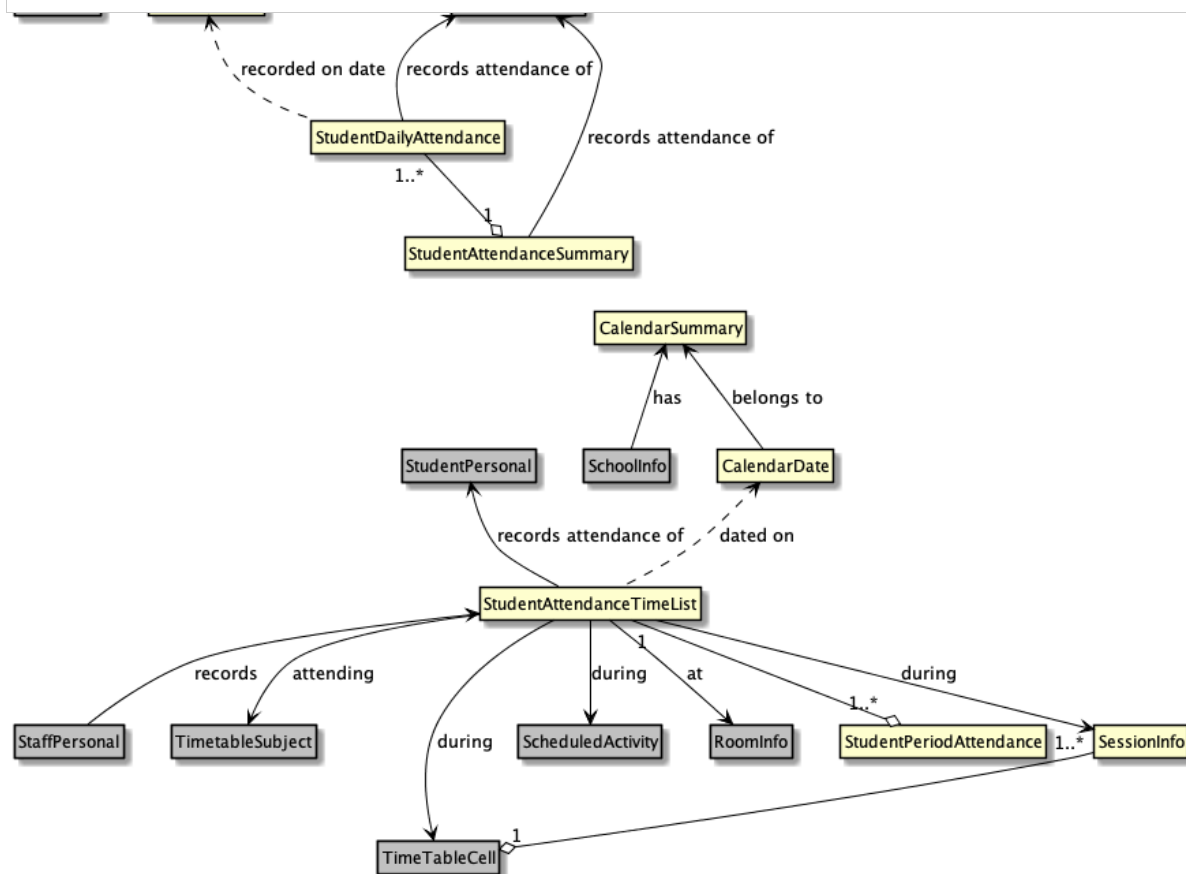 recorded on date
records attendance of
StudentDailyAttendance
records attendance of
1..*
1
StudentAttendanceSummary
CalendarSummary
has
belongs to
StudentPersonal
SchoolInfo
CalendarDate
records attendance of
dated on
StudentAttendanceTimeList
1
records
attending
during
at
during
1..*
StaffPersonal
TimetableSubject
during
ScheduledActivity
RoomInfo
StudentPeriodAttendance
1..*
SessionInfo
1
TimeTableCell